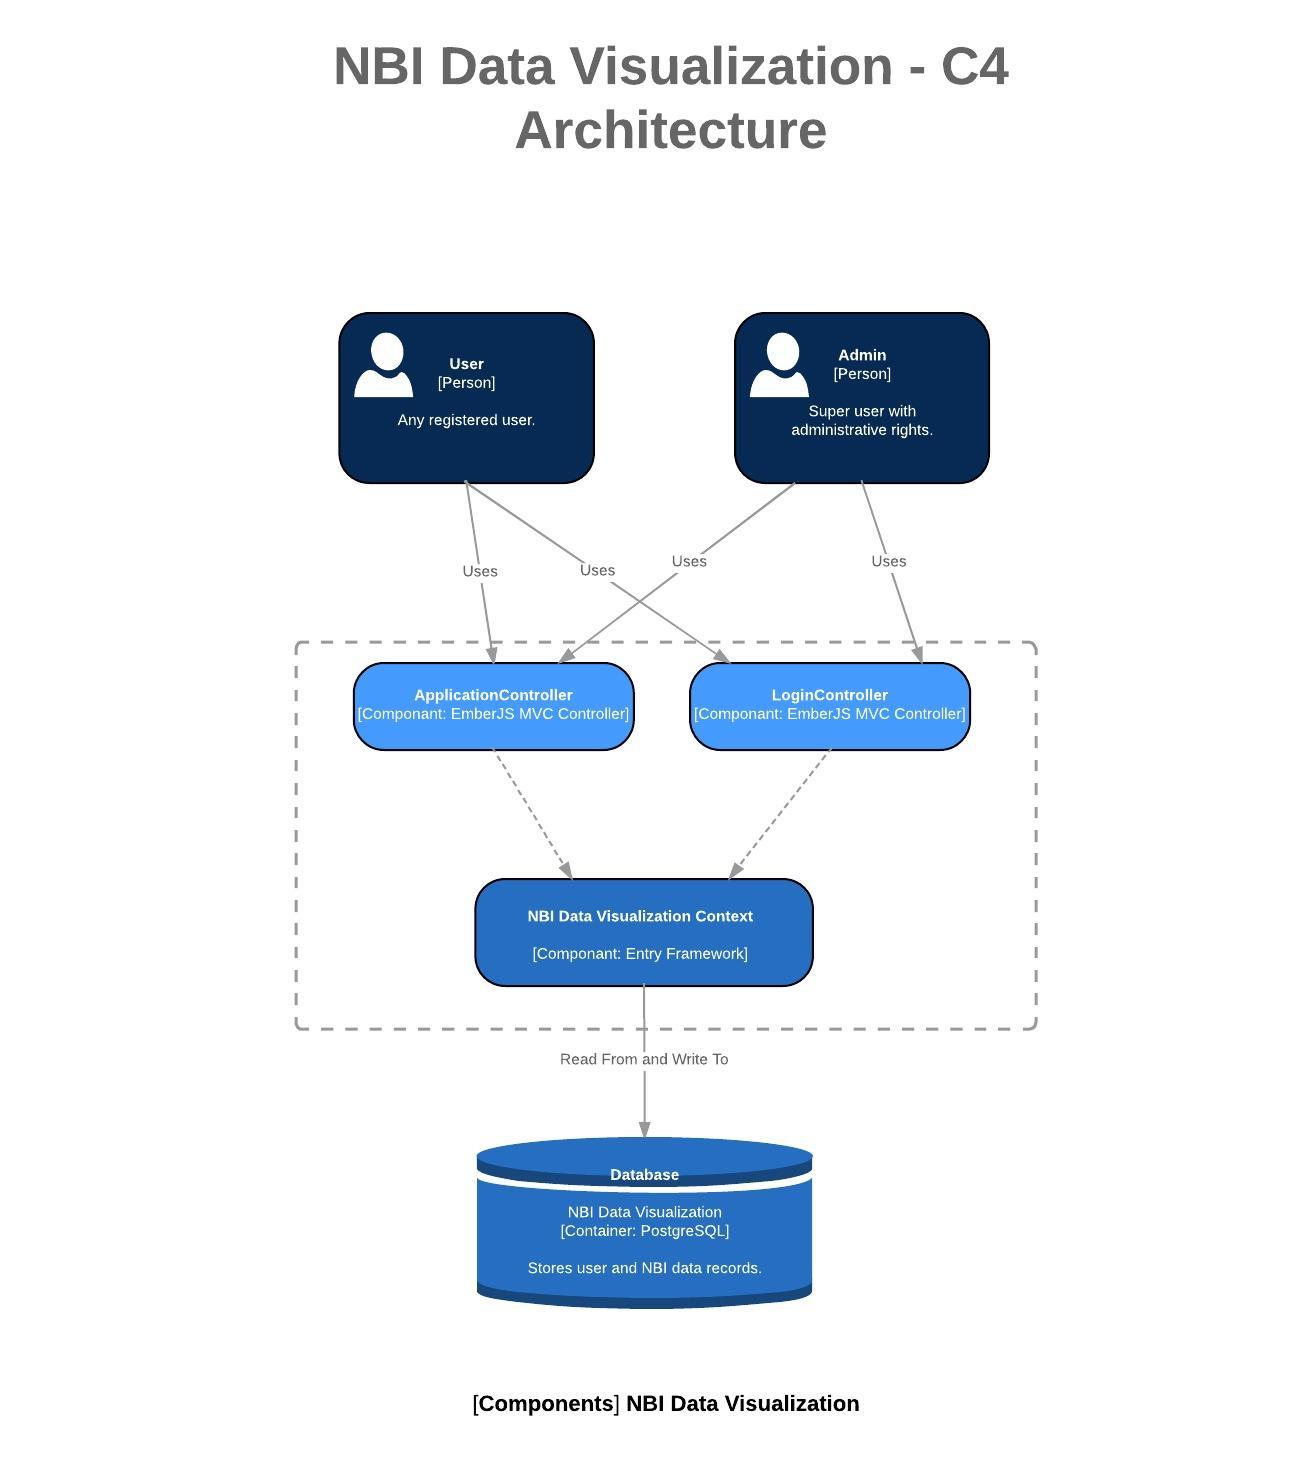 NBI Data Visualization - C4
Architecture
User
[Person]
Any registered user.
Admin
[Person]
Super user with
administrative rights.
Uses
Uses
Uses
Uses
ApplicationController
[Componant: EmberJS MVC Controller]
LoginController
[Componant: EmberJS MVC Controller]
NBI Data Visualization Context
[Componant: Entry Framework]
Read From and Write To
Database
NBI Data Visualization
[Container: PostgreSQL]
Stores user and NBI data records.
[Components] NBI Data Visualization